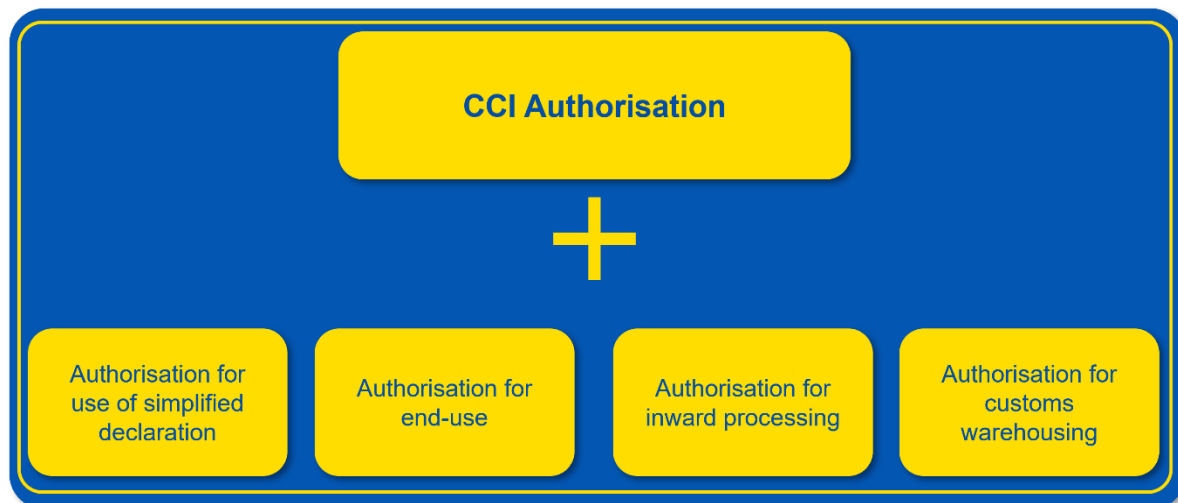 CCI Authorisation
Authorisation for
use of simplified
declaration
Authorisation for
end-use
Authorisation for
inward processing
Authorisation for
customs
warehousing